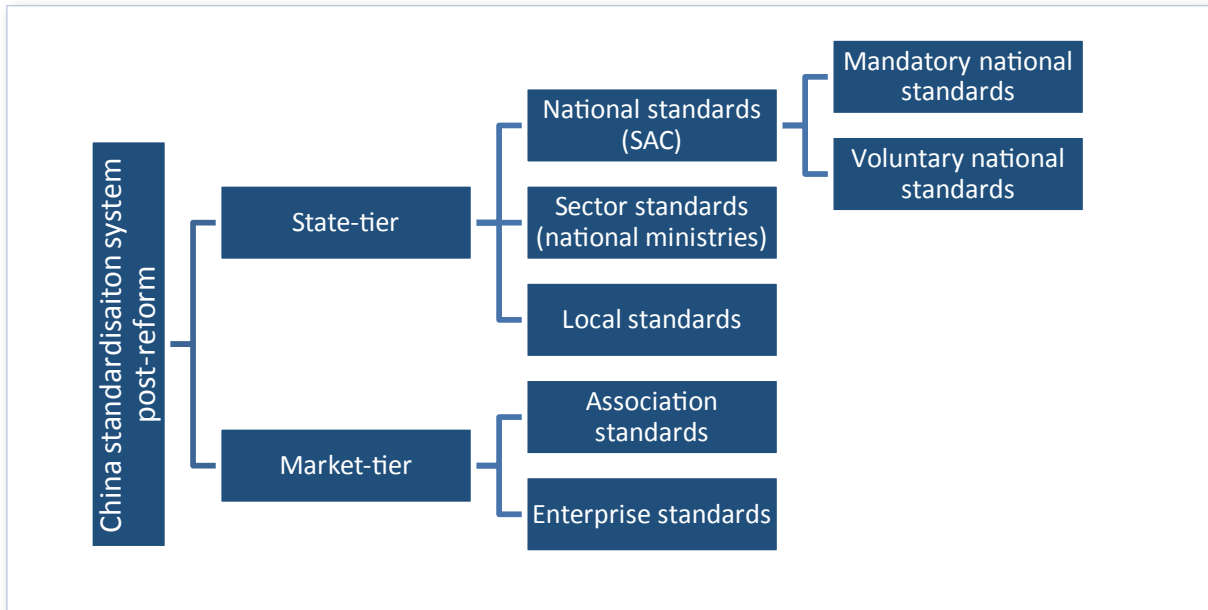 China standardisaiton system
post-reform
State-tier
National standards
(SAC)
Mandatory national
standards
Voluntary national
standards
Sector standards
(national ministries)
Local standards
Market-tier
Association
standards
Enterprise standards